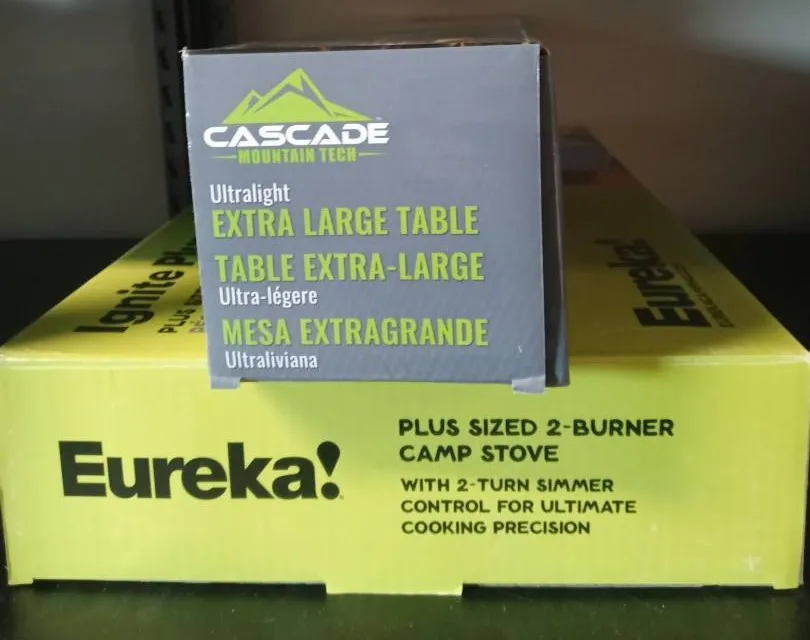 CASCADE
MOUNTAIN TECH
Ultralight
EXTRA LARGE TABLE
TABLE EXTRA-LARGE
Ultra-légere
MESA EXTRAGRANDE
Ultraliviana
Ignite
PLUS
Eureka!
Eureka!
PLUS SIZED 2-BURNER
CAMP STOVE
WITH 2-TURN SIMMER
CONTROL FOR ULTIMATE
COOKING PRECISION